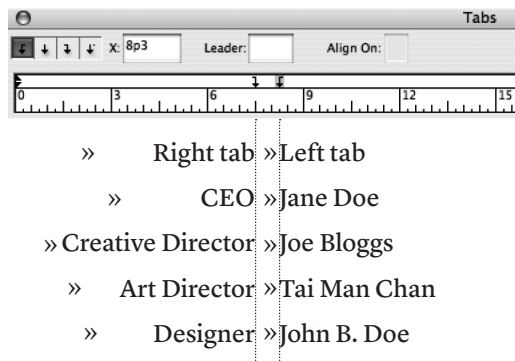 Tabs
X: 8p3 Leader: Align On:
0 3 6 9 12 15
» Right tab »Left tab
» CEO »Jane Doe
» Creative Director »Joe Bloggs
» Art Director »Tai Man Chan
» Designer »John B. Doe